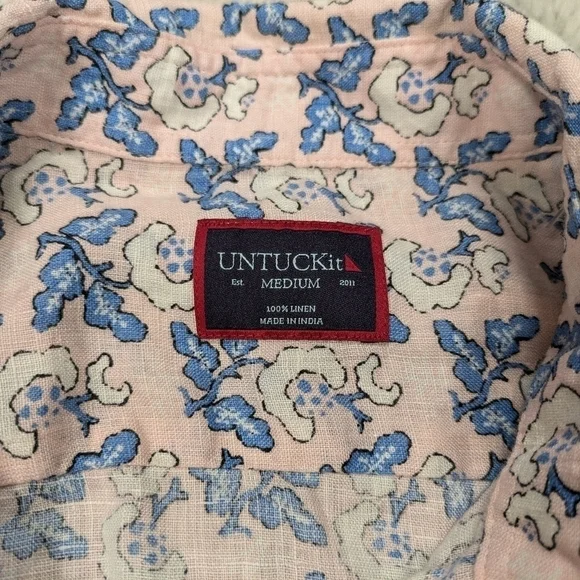 UNTUCKit
Est. MEDIUM 2011
100% LINEN
MADE IN INDIA